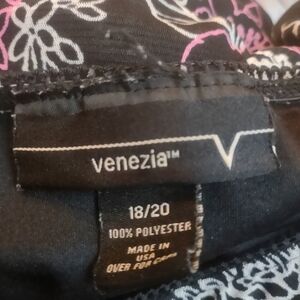 venezia™
18/20
100% POLYESTER
MADE IN
USA
OVER FOR CARE